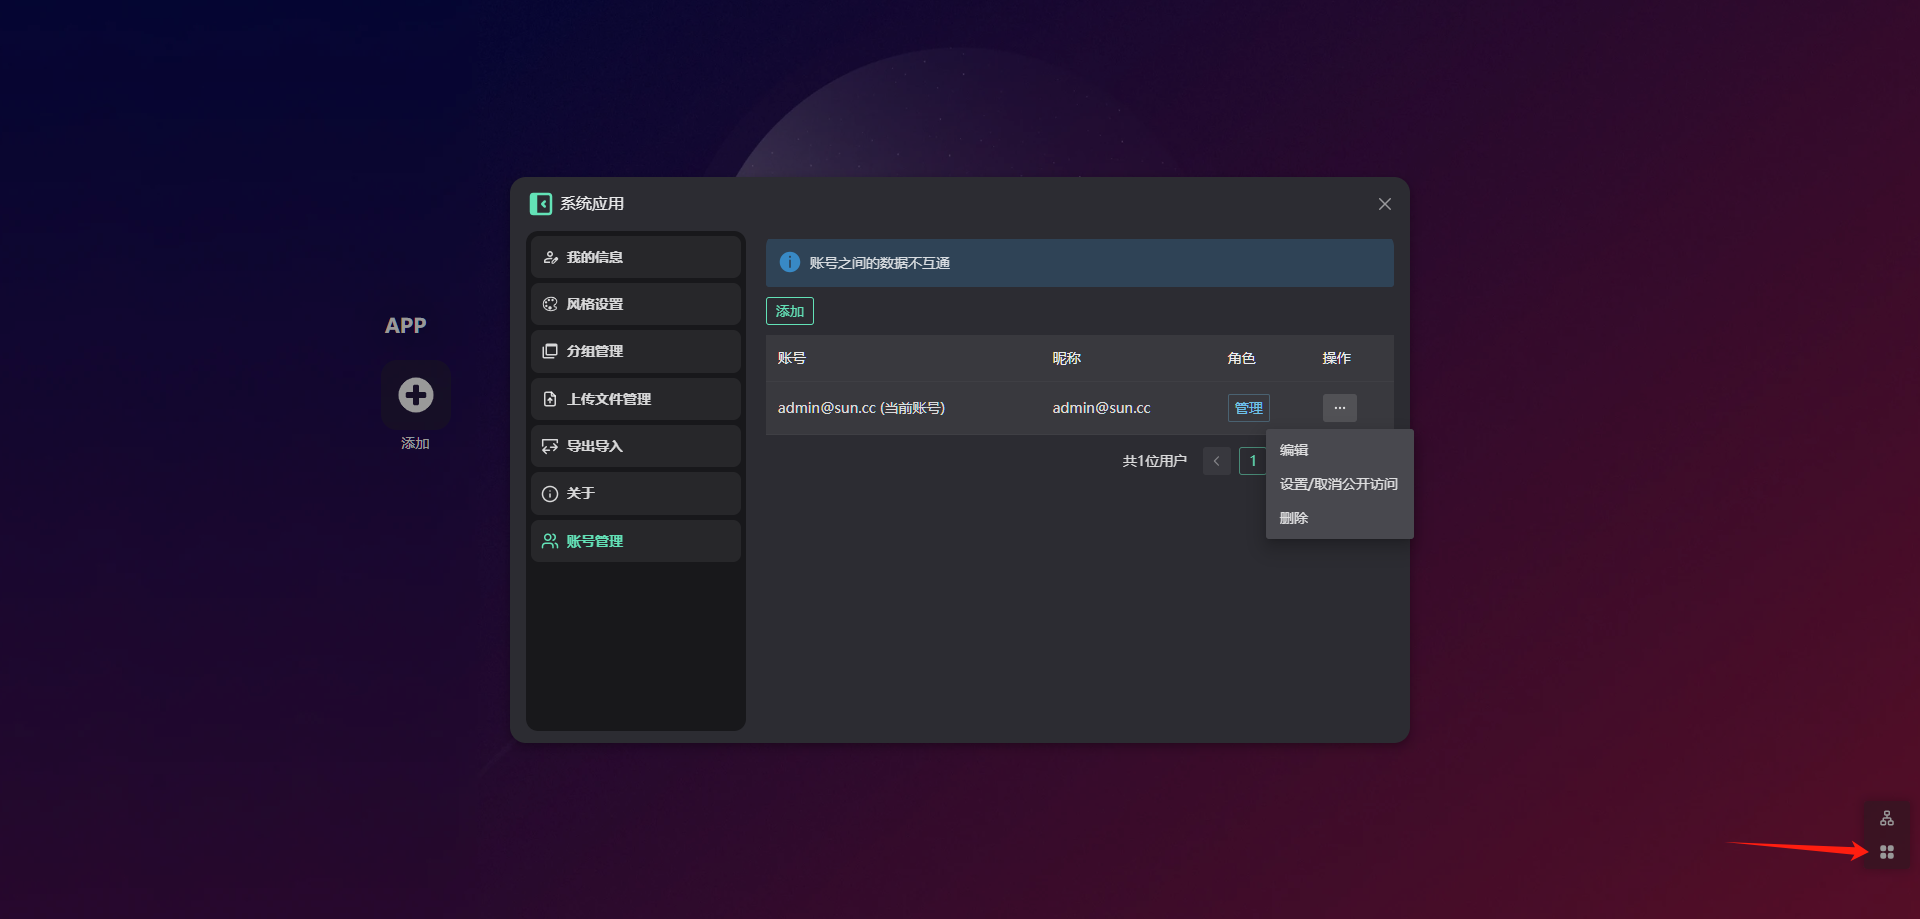 APP
添加
系统应用
我的信息
风格设置
分组管理
上传文件管理
导出导入
关于
账号管理
账号之间的数据不互通
添加
账号 昵称 角色 操作
admin@sun.cc (当前账号) admin@sun.cc 管理 ...
共1位用户 1
编辑
设置/取消公开访问
删除